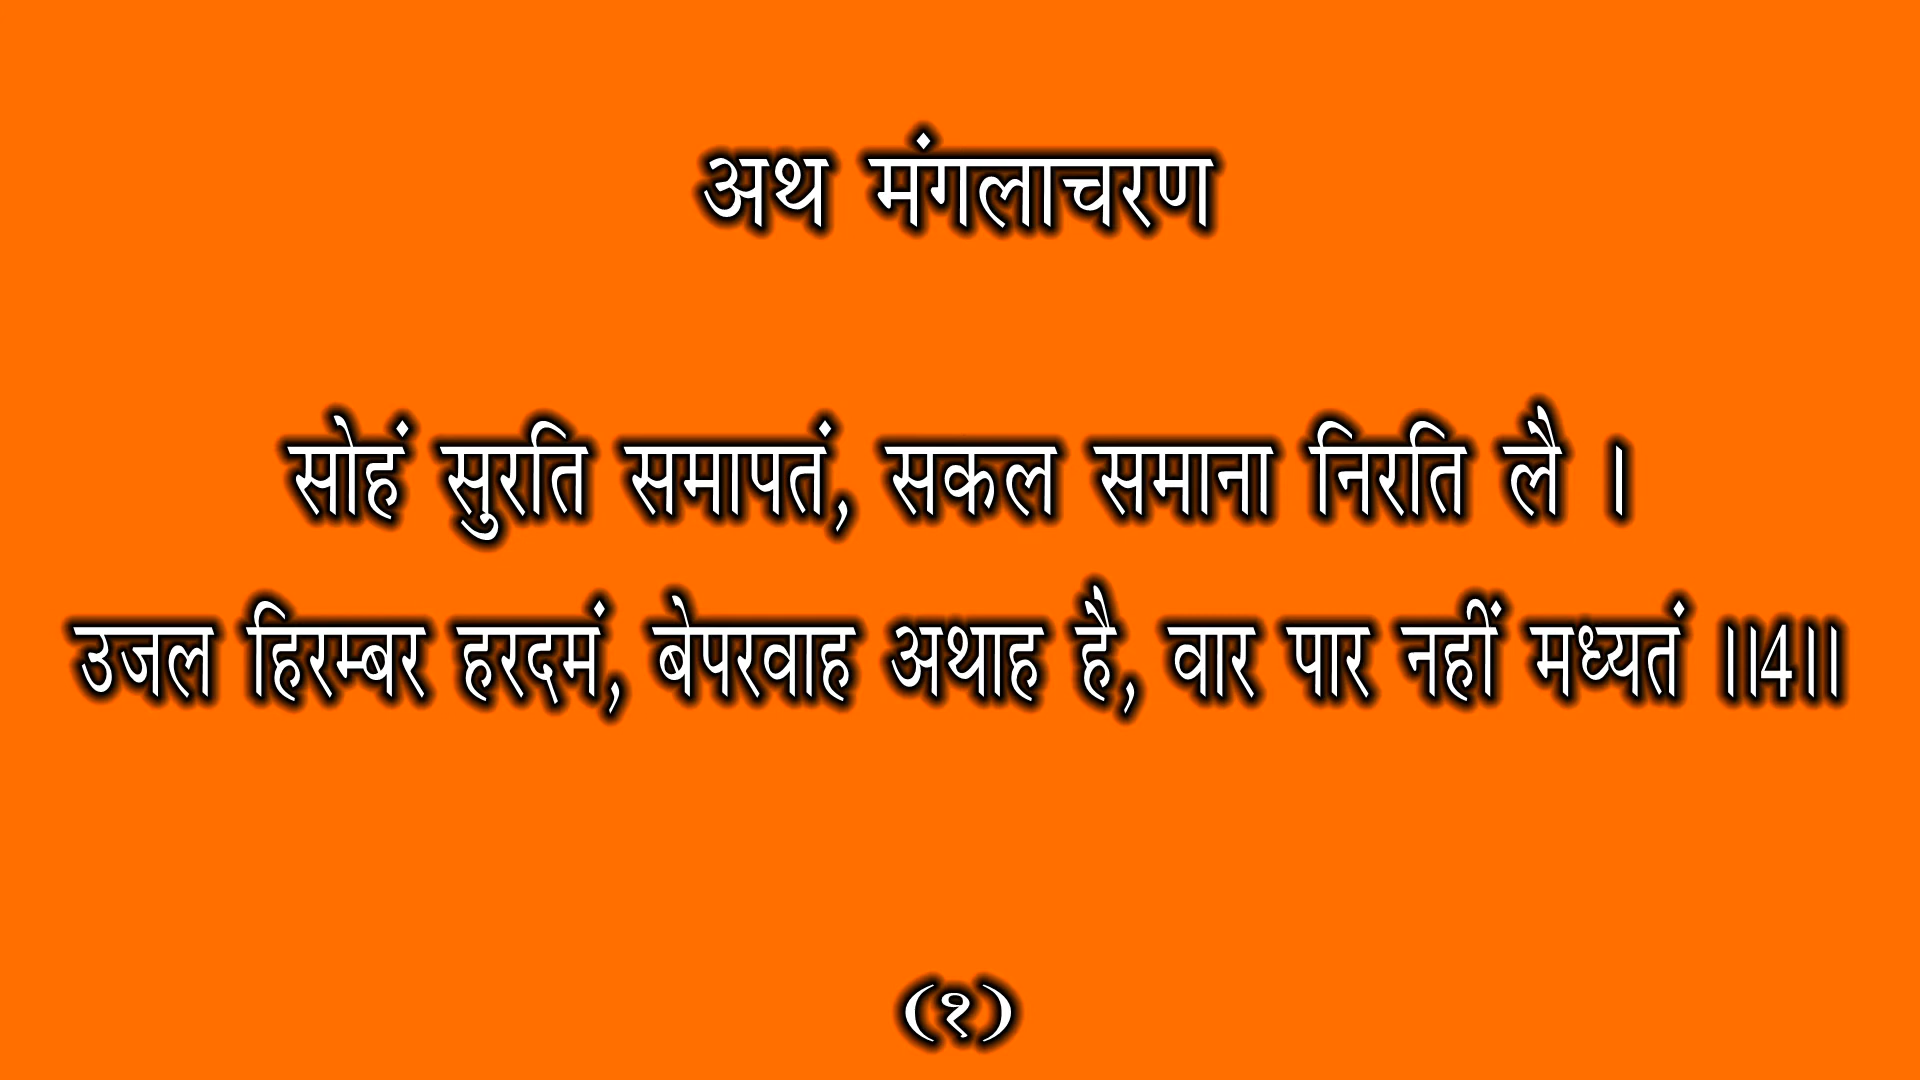 अथ मंगलाचरण
सोहं सुरति समापतं, सकल समाना निरति लै ।
उजल हिरम्बर हरदमं, बेपरवाह अथाह है, वार पार नहीं मध्यतं ।।4।।
(१)